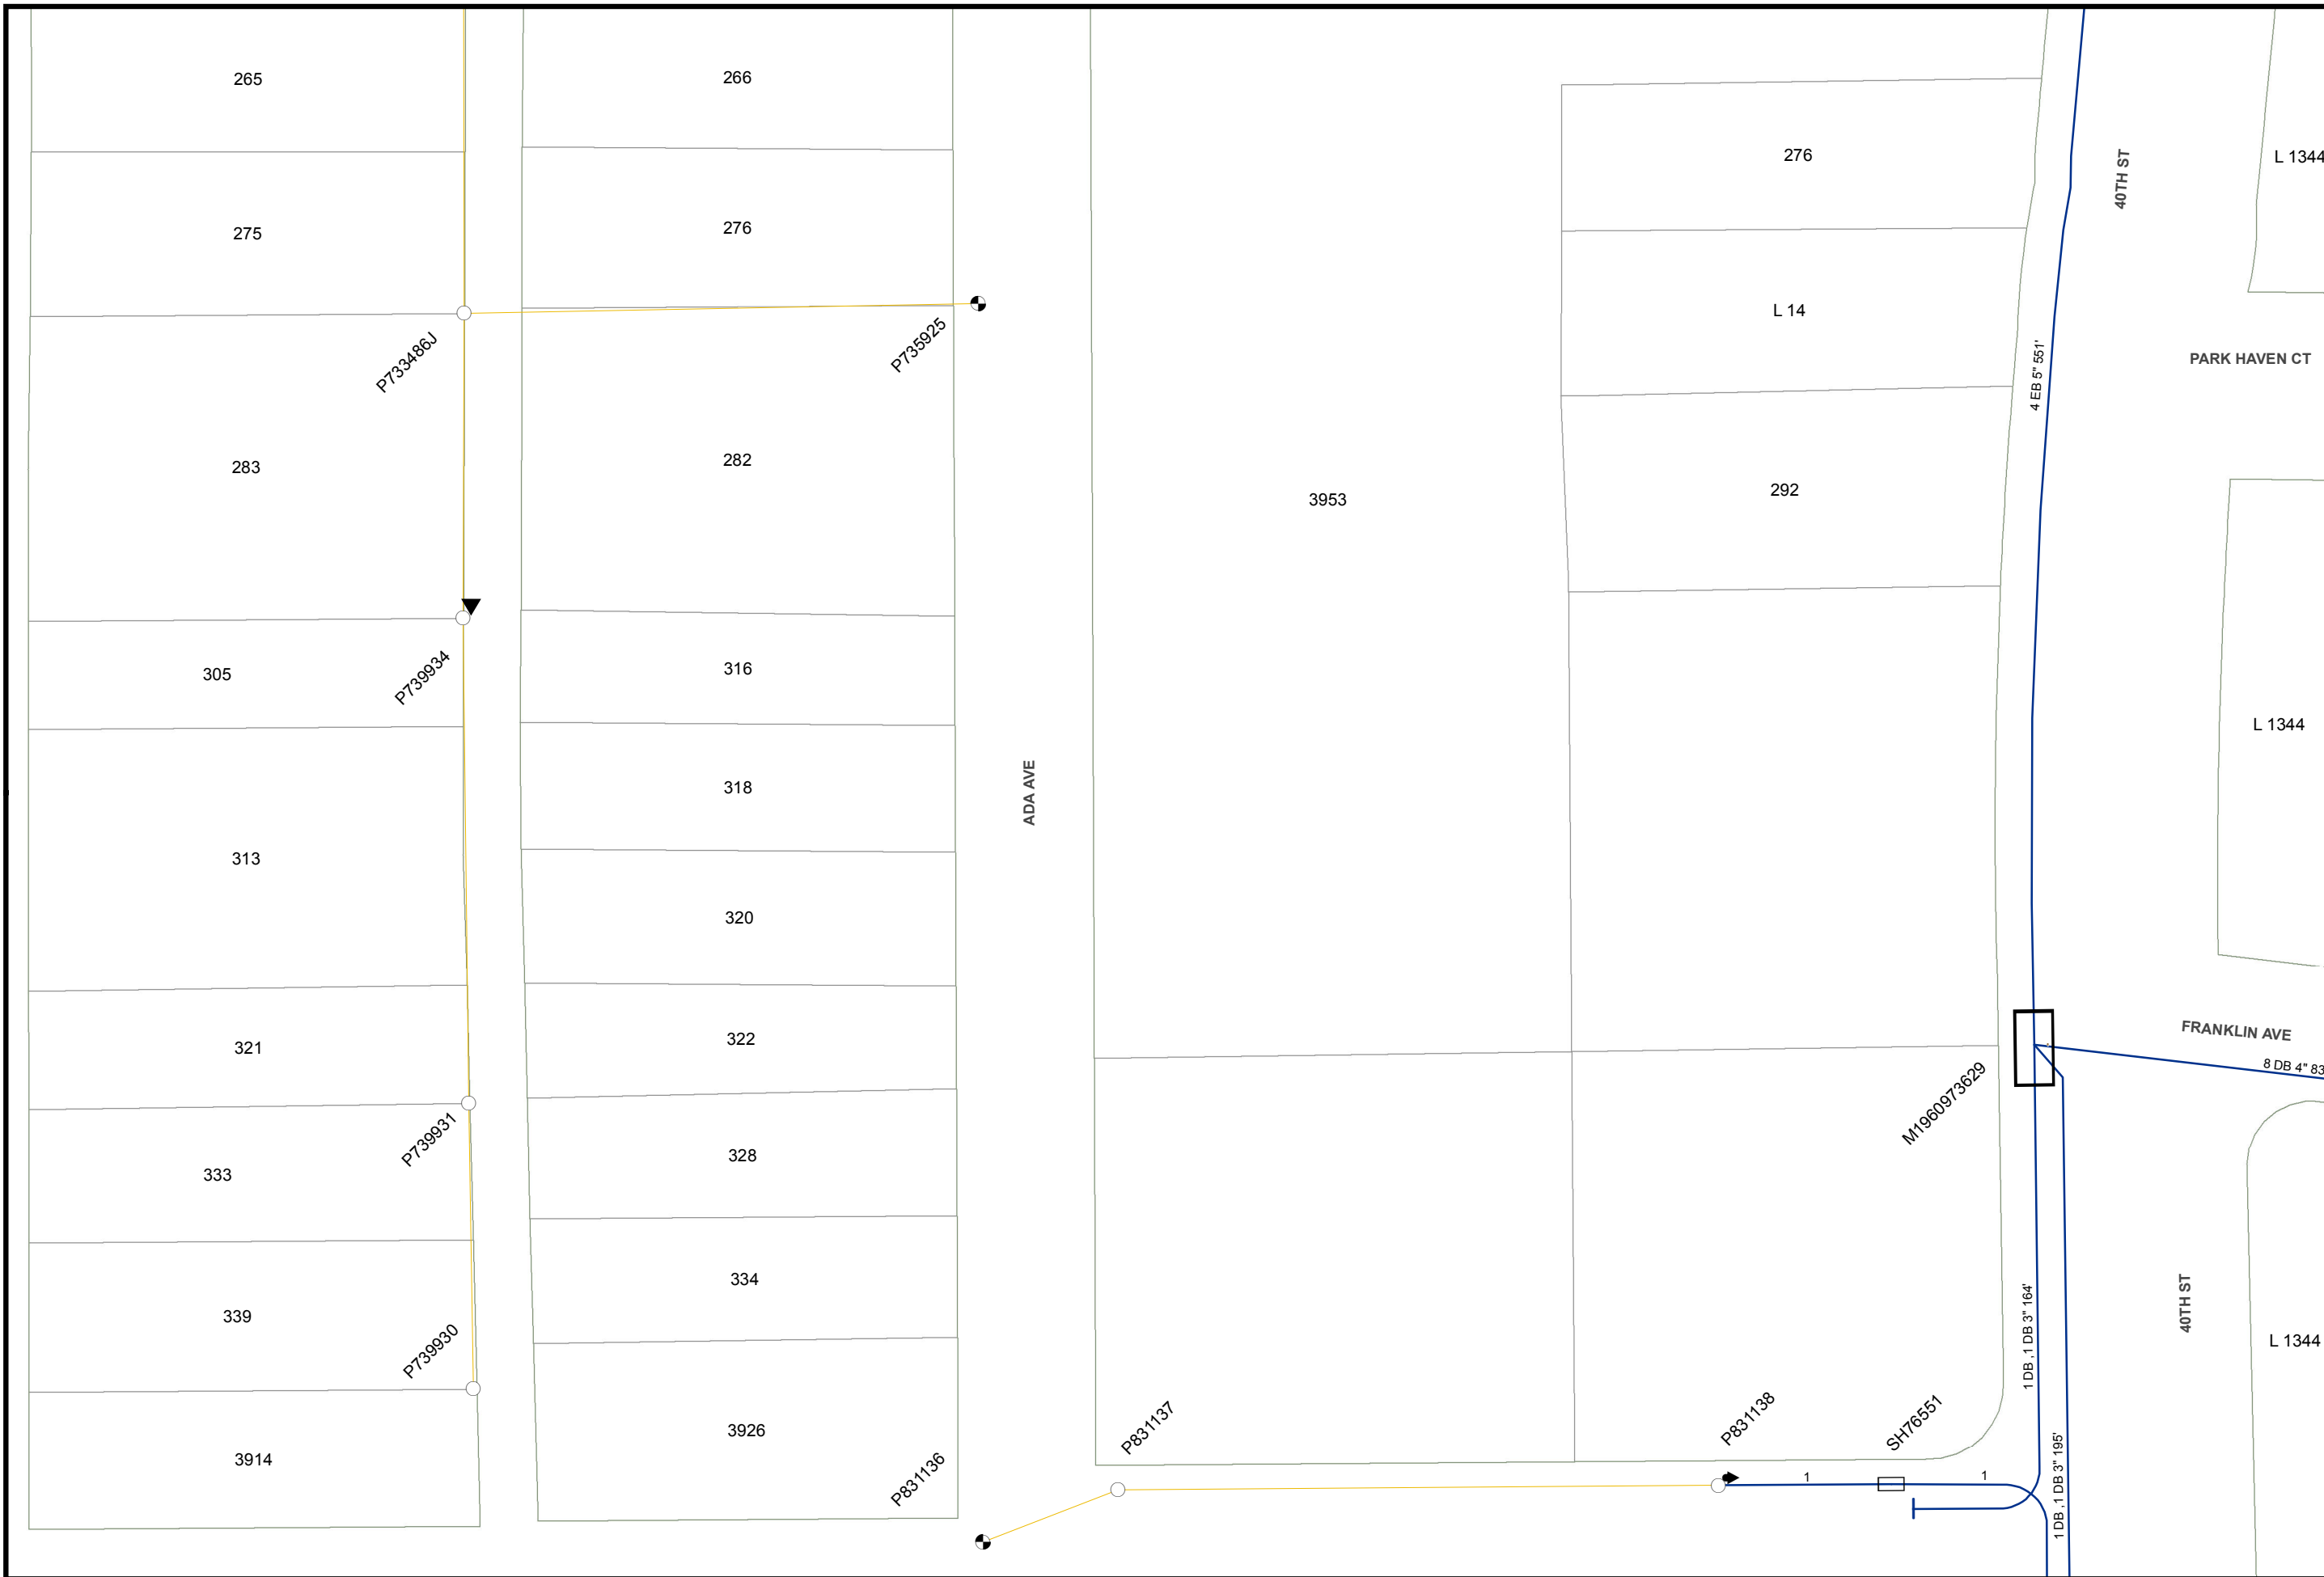 265
266
276
L 1344
40TH ST
275
276
L 14
P733486J
P735925
4 EB 5" 551'
PARK HAVEN CT
283
282
3953
292
P739934
305
316
L 1344
318
ADA AVE
313
320
321
322
FRANKLIN AVE
8 DB 4" 83
M1960973629
P739931
333
328
334
339
P739930
1 DB ,1 DB 3" 164'
40TH ST
L 1344
3914
3926
P831136
P831137
P831138
SH76551
1
1
1 DB ,1 DB 3" 195'